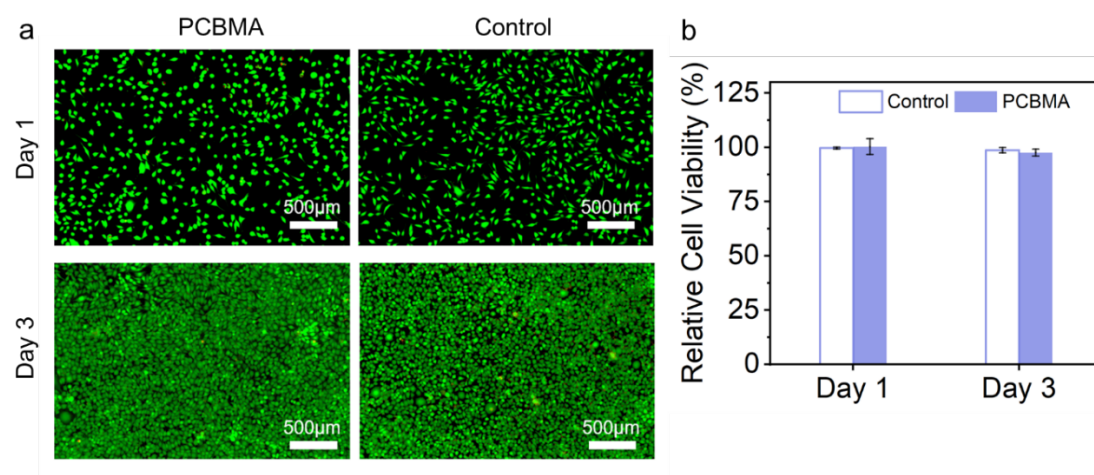 a
PCBMA
Control
Day 1
500μm
500μm
Day 3
500μm
500μm
b
Relative Cell Viability (%)
125
100
75
50
25
0
Control
PCBMA
Day 1
Day 3